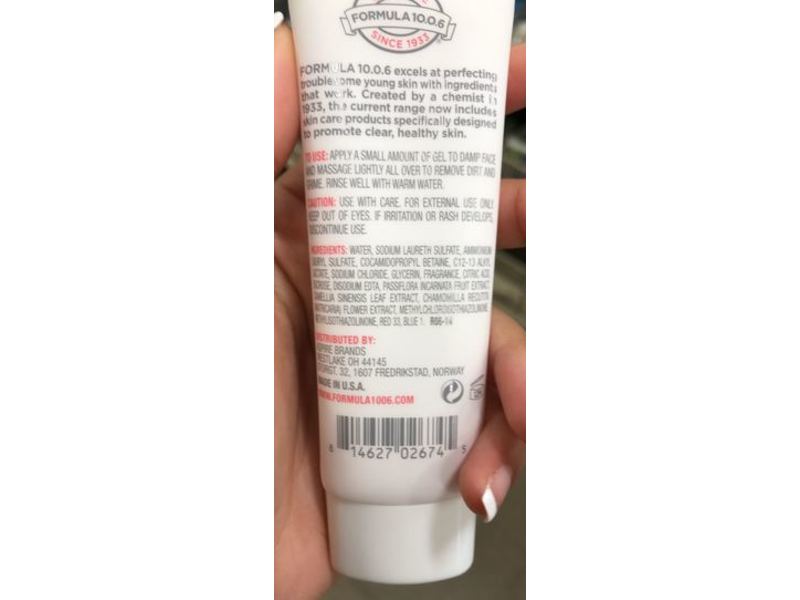 FORMULA 10.0.6
SINCE 1933
FORMULA 10.0.6 excels at perfecting
troublesome young skin with ingredients
that work. Created by a chemist in
1933, the current range now includes
skin care products specifically designed
to promote clear, healthy skin.
TO USE: APPLY A SMALL AMOUNT OF GEL TO DAMP FACE
AND MASSAGE LIGHTLY ALL OVER TO REMOVE DIRT AND
GRIME. RINSE WELL WITH WARM WATER.
CAUTION: USE WITH CARE. FOR EXTERNAL USE ONLY.
KEEP OUT OF EYES. IF IRRITATION OR RASH DEVELOPS,
DISCONTINUE USE.
INGREDIENTS: WATER, SODIUM LAURETH SULFATE, AMMONIUM
LAURYL SULFATE, COCAMIDOPROPYL BETAINE, C12-13 ALKYL
LACTATE, SODIUM CHLORIDE, GLYCERIN, FRAGRANCE, CITRIC ACID,
SUCROSE, DISODIUM EDTA, PASSIFLORA INCARNATA FRUIT EXTRACT,
CAMELLIA SINENSIS LEAF EXTRACT, CHAMOMILLA RECUTITA
(MATRICARIA) FLOWER EXTRACT, METHYLCHLOROISOTHIAZOLINONE,
METHYLISOTHIAZOLINONE, RED 33, BLUE 1. R06-14
DISTRIBUTED BY:
ASPIRE BRANDS
WESTLAKE OH 44145
STORGT. 32, 1607 FREDRIKSTAD, NORWAY
MADE IN U.S.A.
WWW.FORMULA1006.COM
6 14627 02674 5